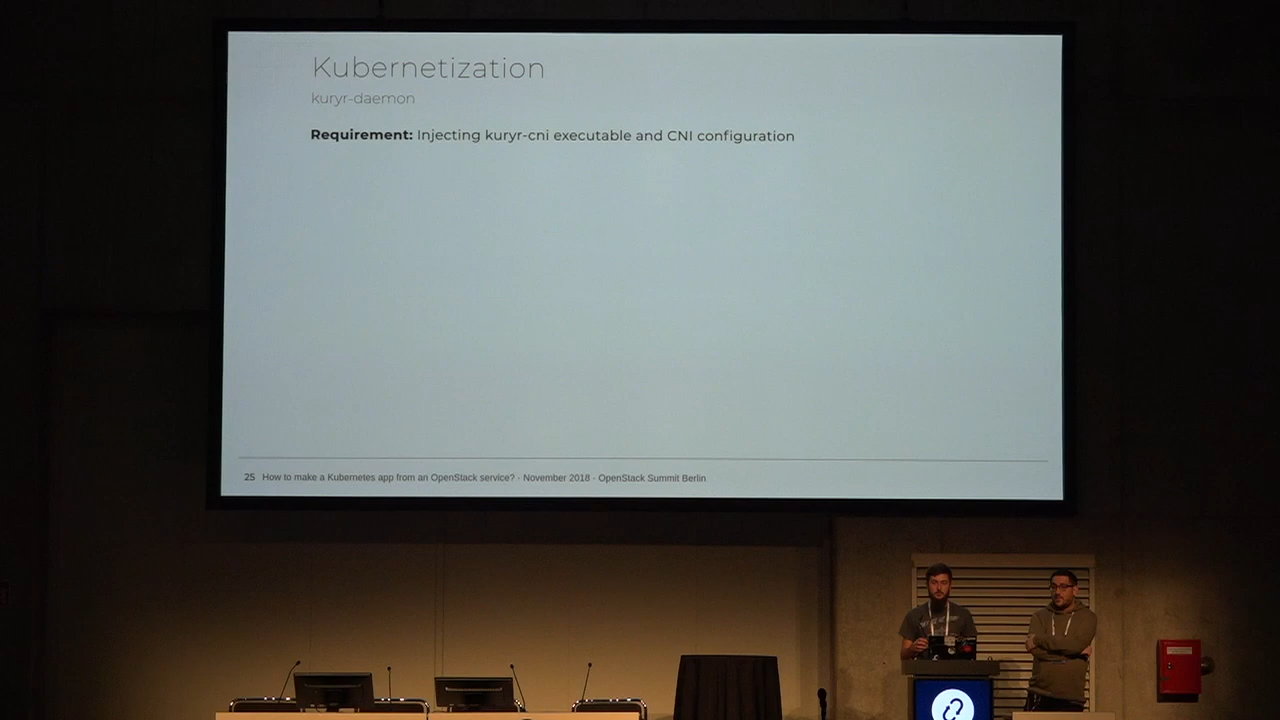 Kubernetization
kuryr-daemon
Requirement: Injecting kuryr-cni executable and CNI configuration
25 How to make a Kubernetes app from an OpenStack service? · November 2018 · OpenStack Summit Berlin